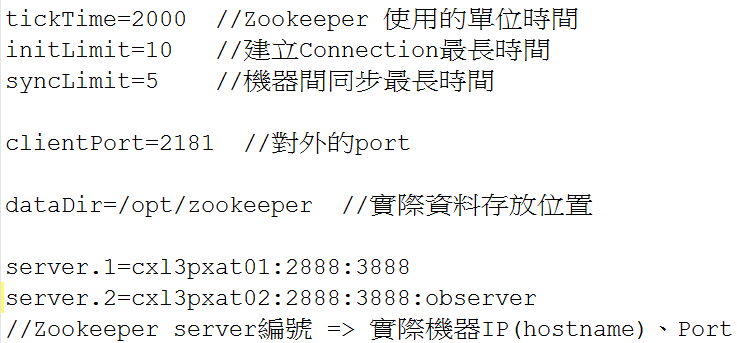 tickTime=2000  //Zookeeper 使用的單位時間
initLimit=10   //建立Connection最長時間
syncLimit=5    //機器間同步最長時間
clientPort=2181  //對外的port
dataDir=/opt/zookeeper  //實際資料存放位置
server.1=cxl3pxat01:2888:3888
server.2=cxl3pxat02:2888:3888:observer
//Zookeeper server編號 => 實際機器IP(hostname)、Port